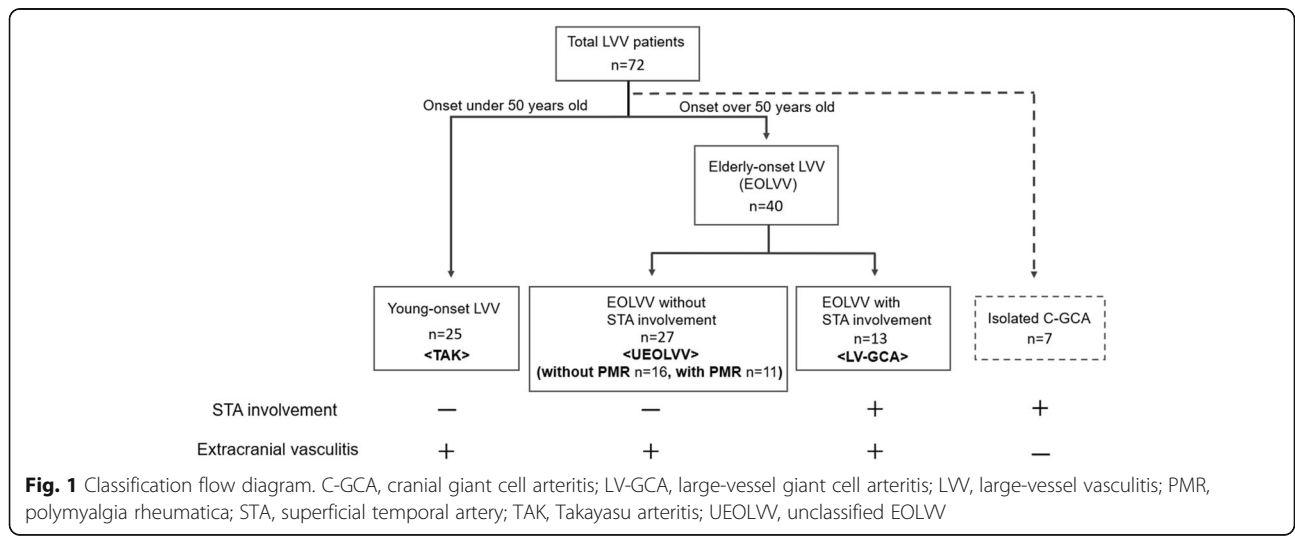 Total LVV patients
n=72
Onset under 50 years old
Onset over 50 years old
Elderly-onset LVV
(EOLVV)
n=40
Young-onset LVV
n=25
<TAK>
EOLVV without
STA involvement
n=27
<UEOLVV>
(without PMR n=16, with PMR n=11)
EOLVV with
STA involvement
n=13
<LV-GCA>
Isolated C-GCA
n=7
STA involvement − − + +
Extracranial vasculitis + + + −
Fig. 1 Classification flow diagram. C-GCA, cranial giant cell arteritis; LV-GCA, large-vessel giant cell arteritis; LVV, large-vessel vasculitis; PMR,
polymyalgia rheumatica; STA, superficial temporal artery; TAK, Takayasu arteritis; UEOLVV, unclassified EOLVV